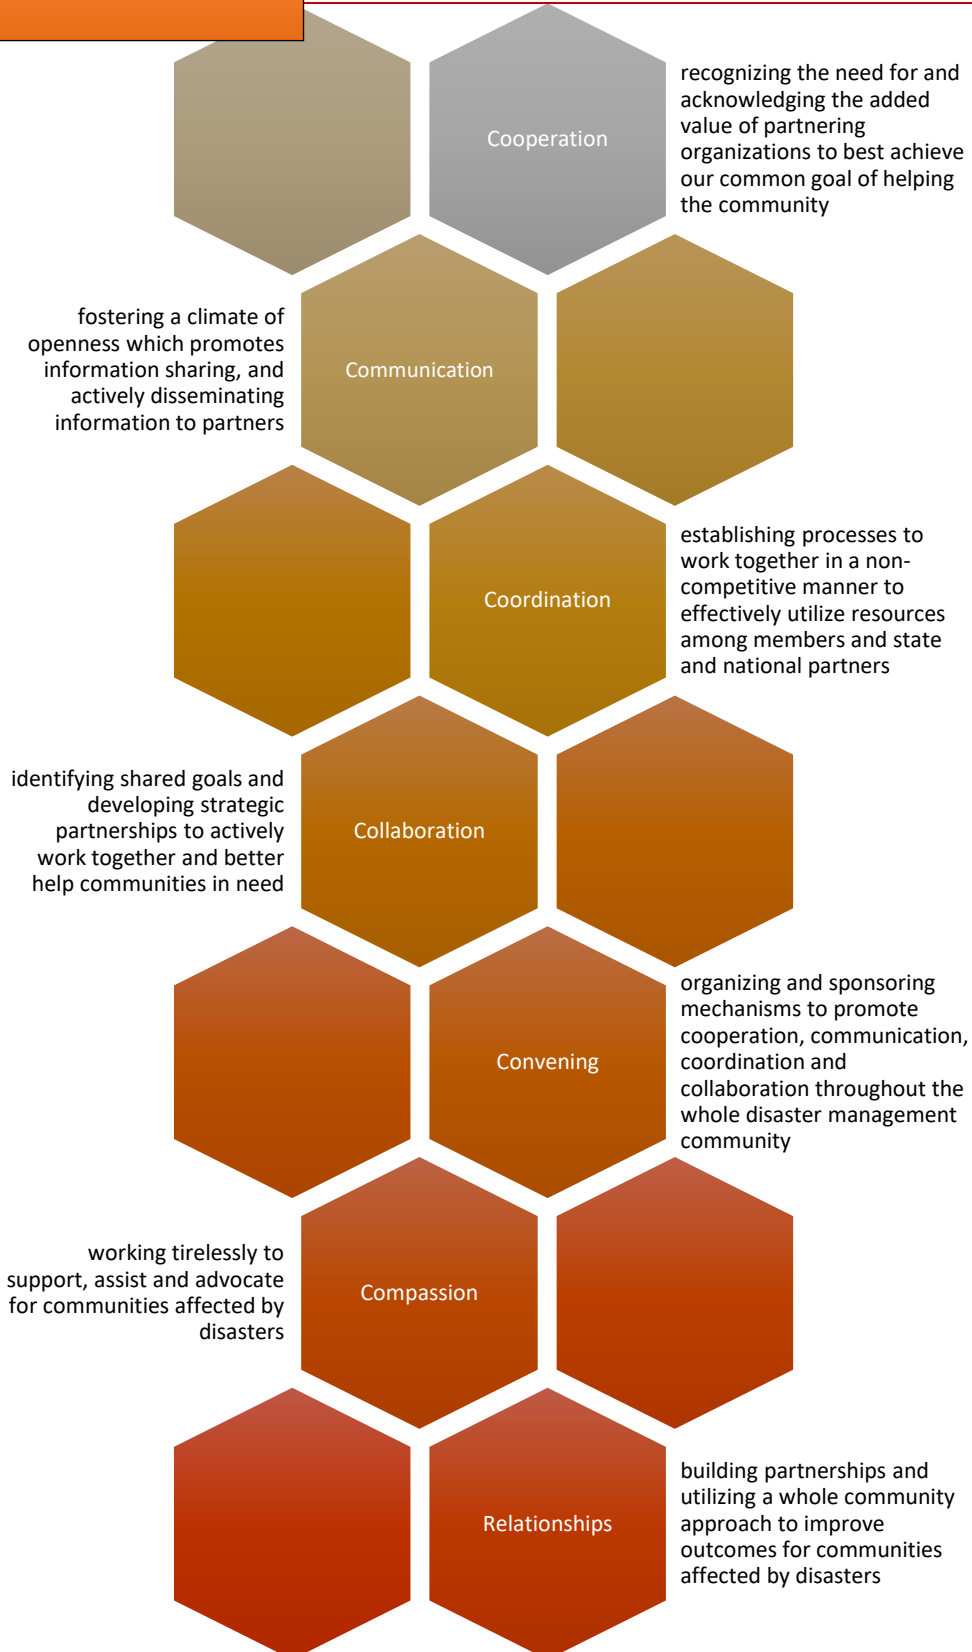 Cooperation
recognizing the need for and
acknowledging the added
value of partnering
organizations to best achieve
our common goal of helping
the community
Communication
fostering a climate of
openness which promotes
information sharing, and
actively disseminating
information to partners
Coordination
establishing processes to
work together in a non-
competitive manner to
effectively utilize resources
among members and state
and national partners
Collaboration
identifying shared goals and
developing strategic
partnerships to actively
work together and better
help communities in need
Convening
organizing and sponsoring
mechanisms to promote
cooperation, communication,
coordination and
collaboration throughout the
whole disaster management
community
Compassion
working tirelessly to
support, assist and advocate
for communities affected by
disasters
Relationships
building partnerships and
utilizing a whole community
approach to improve
outcomes for communities
affected by disasters